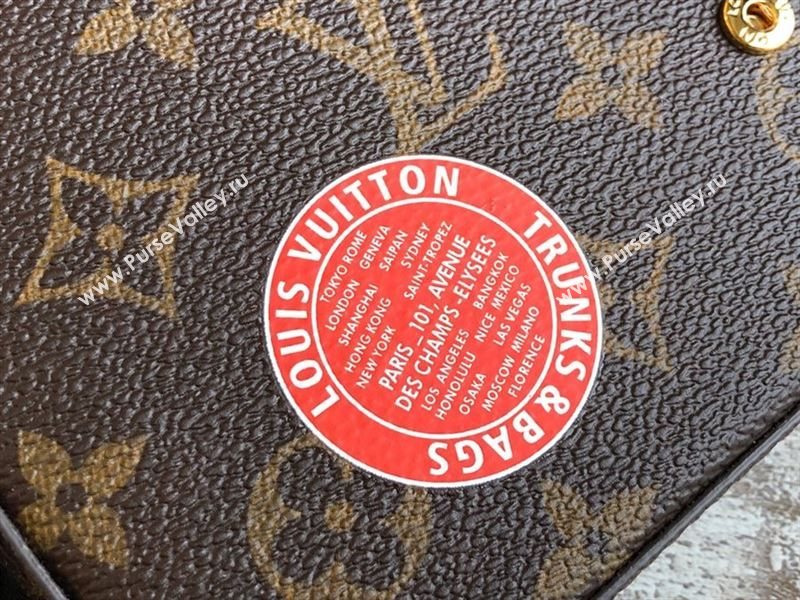 LOUIS VUITTON
TRUNKS & BAGS
TOKYO ROME
LONDON GENEVA
SHANGHAI SAIPAN
HONG KONG SYDNEY
NEW YORK SAINT-TROPEZ
PARIS - 101, AVENUE
DES CHAMPS - ELYSEES
LOS ANGELES BANGKOK
HONOLULU NICE MEXICO
OSAKA LAS VEGAS
MOSCOW MILANO
FLORENCE
www.PurseValley.ru
www.PurseValley.ru
LV